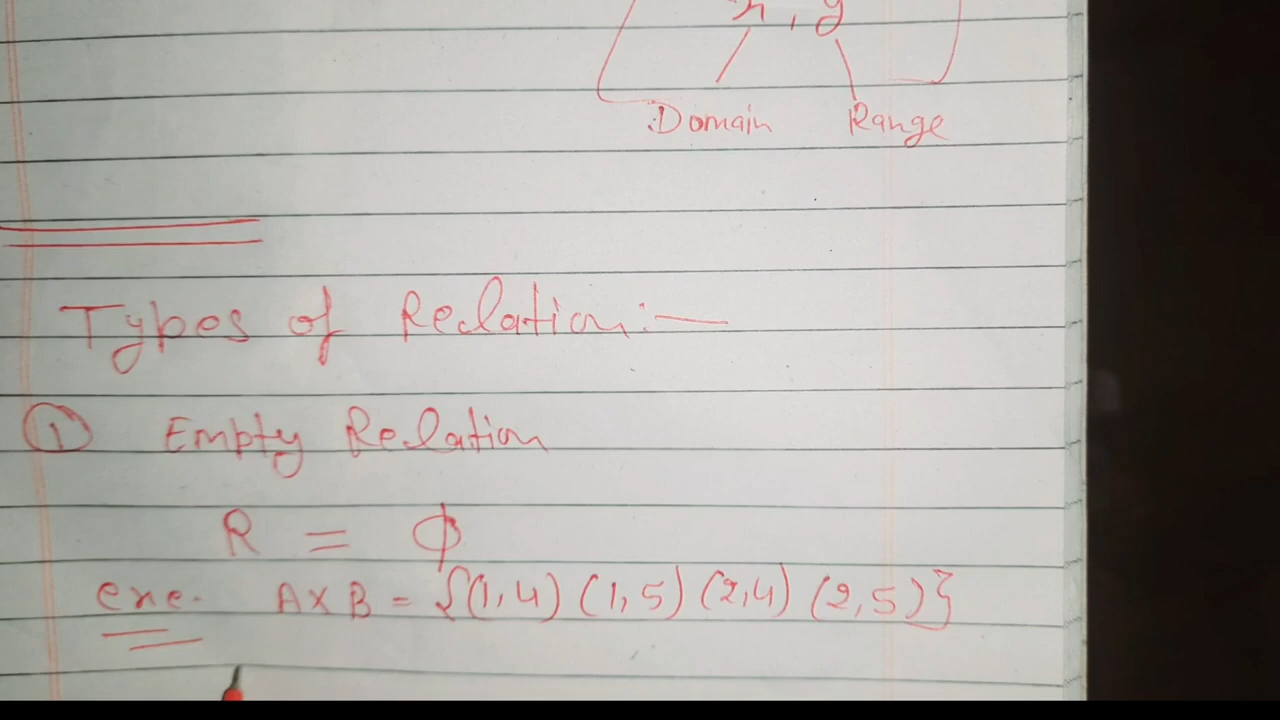 x, y
Domain Range
Types of Relation:—
① Empty Relation
R = ϕ
exe. A×B = {(1,4) (1,5) (2,4) (2,5)}